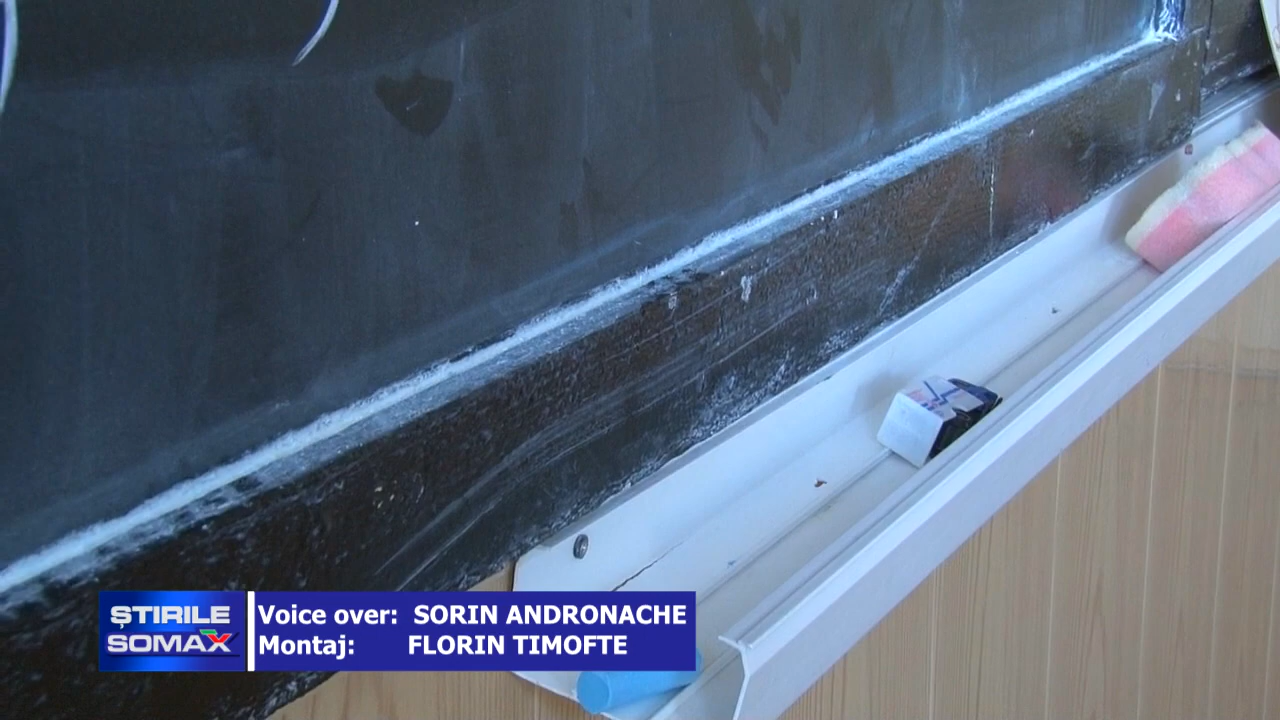 ȘTIRILE
SOMAX
Voice over: SORIN ANDRONACHE
Montaj: FLORIN TIMOFTE